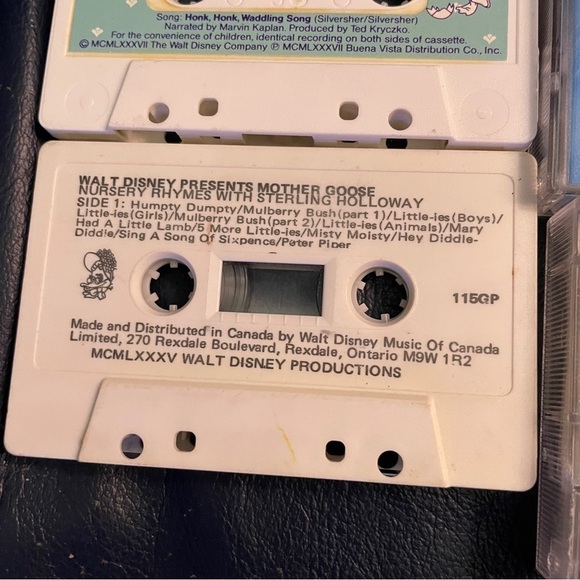 Song: Honk, Honk, Waddling Song (Silversher/Silversher)
Narrated by Marvin Kaplan. Produced by Ted Kryczko.
For the convenience of children, identical recording on both sides of cassette.
© MCMLXXXVII The Walt Disney Company ℗ MCMLXXXVII Buena Vista Distribution Co., Inc.
WALT DISNEY PRESENTS MOTHER GOOSE
NURSERY RHYMES WITH STERLING HOLLOWAY
SIDE 1: Humpty Dumpty/Mulberry Bush(part 1)/Little-ies(Boys)/
Little-ies(Girls)/Mulberry Bush(part 2)/Little-ies(Animals)/Mary
Had A Little Lamb/5 More Little-ies/Misty Moisty/Hey Diddle-
Diddle/Sing A Song Of Sixpence/Peter Piper
115GP
Made and Distributed in Canada by Walt Disney Music Of Canada
Limited, 270 Rexdale Boulevard, Rexdale, Ontario M9W 1R2
MCMLXXXV WALT DISNEY PRODUCTIONS